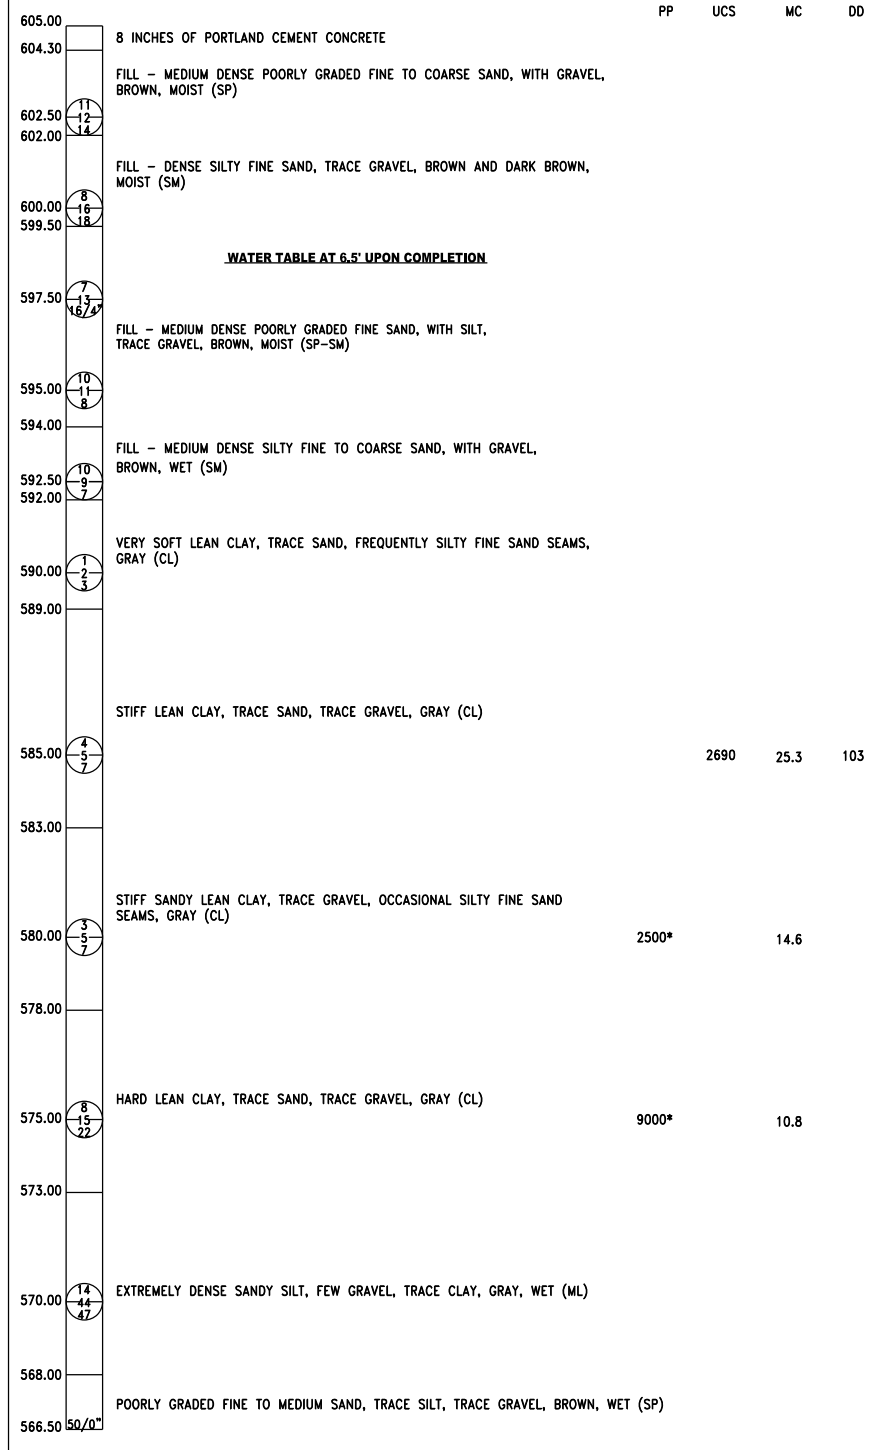 PP UCS MC DD
605.00
8 INCHES OF PORTLAND CEMENT CONCRETE
604.30
FILL – MEDIUM DENSE POORLY GRADED FINE TO COARSE SAND, WITH GRAVEL,
BROWN, MOIST (SP)
11
602.50 12
14
602.00
FILL – DENSE SILTY FINE SAND, TRACE GRAVEL, BROWN AND DARK BROWN,
MOIST (SM)
8
600.00 16
18
599.50
WATER TABLE AT 6.5' UPON COMPLETION
7
597.50 13
16/4"
FILL – MEDIUM DENSE POORLY GRADED FINE SAND, WITH SILT,
TRACE GRAVEL, BROWN, MOIST (SP–SM)
10
595.00 11
8
594.00
FILL – MEDIUM DENSE SILTY FINE TO COARSE SAND, WITH GRAVEL,
BROWN, WET (SM)
10
592.50 9
7
592.00
VERY SOFT LEAN CLAY, TRACE SAND, FREQUENTLY SILTY FINE SAND SEAMS,
GRAY (CL)
1
590.00 2
3
589.00
STIFF LEAN CLAY, TRACE SAND, TRACE GRAVEL, GRAY (CL)
4
585.00 5 2690 25.3 103
7
583.00
STIFF SANDY LEAN CLAY, TRACE GRAVEL, OCCASIONAL SILTY FINE SAND
SEAMS, GRAY (CL)
3
580.00 5 2500* 14.6
7
578.00
HARD LEAN CLAY, TRACE SAND, TRACE GRAVEL, GRAY (CL)
8
575.00 15 9000* 10.8
22
573.00
EXTREMELY DENSE SANDY SILT, FEW GRAVEL, TRACE CLAY, GRAY, WET (ML)
14
570.00 44
47
568.00
POORLY GRADED FINE TO MEDIUM SAND, TRACE SILT, TRACE GRAVEL, BROWN, WET (SP)
566.50 50/0"